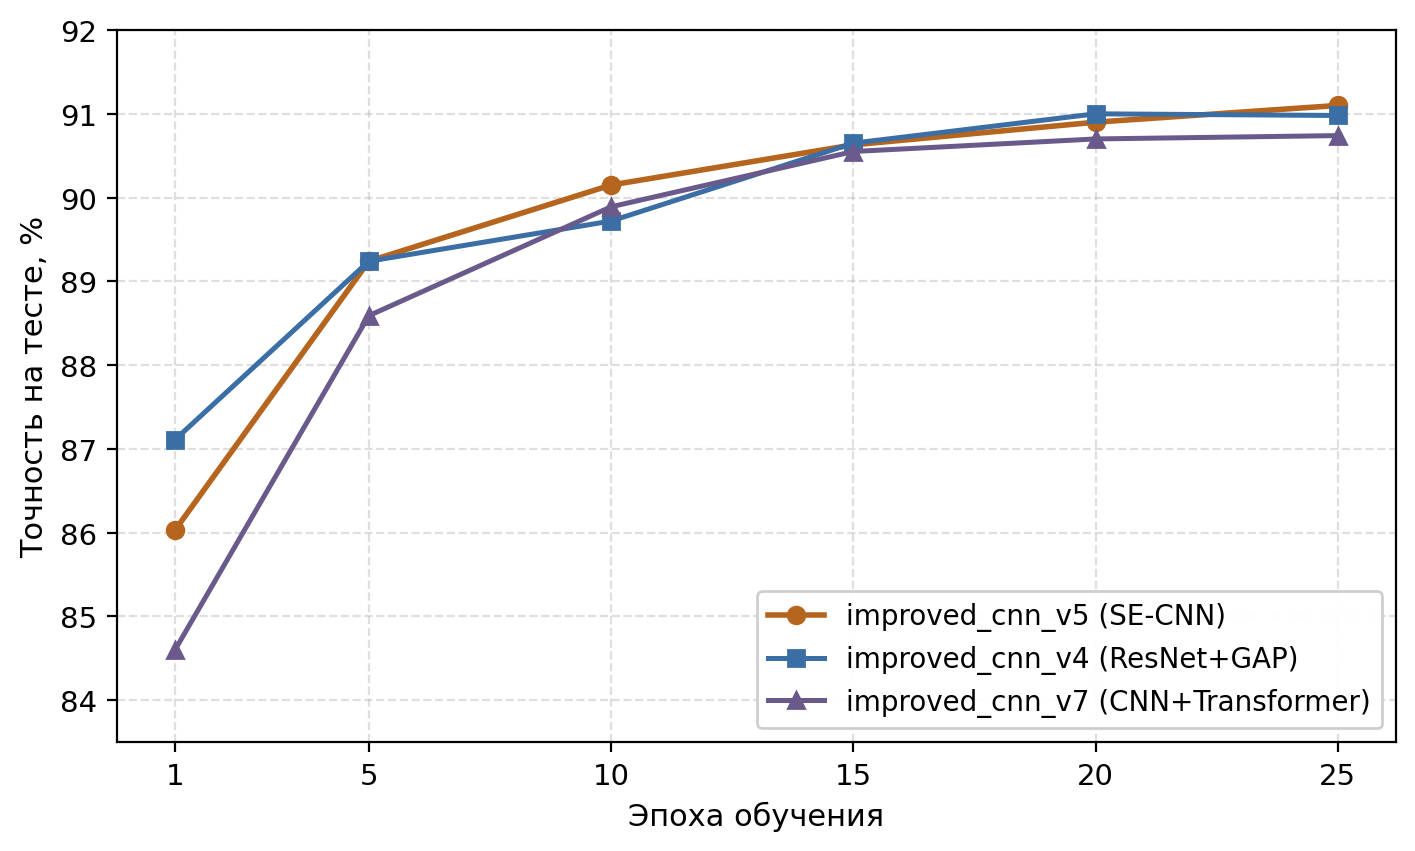 92
91
90
89
88
87
86
85
84
Точность на тесте, %
improved_cnn_v5 (SE-CNN)
improved_cnn_v4 (ResNet+GAP)
improved_cnn_v7 (CNN+Transformer)
1 5 10 15 20 25
Эпоха обучения